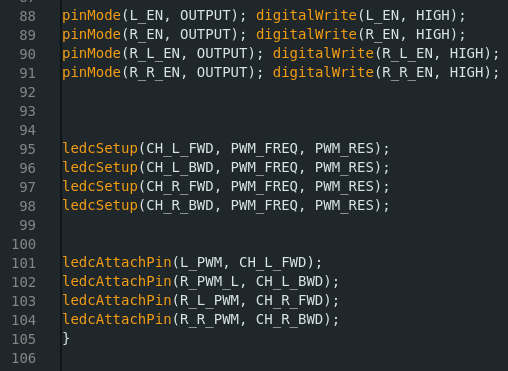 88 pinMode(L_EN, OUTPUT); digitalWrite(L_EN, HIGH);
89 pinMode(R_EN, OUTPUT); digitalWrite(R_EN, HIGH);
90 pinMode(R_L_EN, OUTPUT); digitalWrite(R_L_EN, HIGH);
91 pinMode(R_R_EN, OUTPUT); digitalWrite(R_R_EN, HIGH);
92
93
94
95 ledcSetup(CH_L_FWD, PWM_FREQ, PWM_RES);
96 ledcSetup(CH_L_BWD, PWM_FREQ, PWM_RES);
97 ledcSetup(CH_R_FWD, PWM_FREQ, PWM_RES);
98 ledcSetup(CH_R_BWD, PWM_FREQ, PWM_RES);
99
100
101 ledcAttachPin(L_PWM, CH_L_FWD);
102 ledcAttachPin(R_PWM_L, CH_L_BWD);
103 ledcAttachPin(R_L_PWM, CH_R_FWD);
104 ledcAttachPin(R_R_PWM, CH_R_BWD);
105 }
106